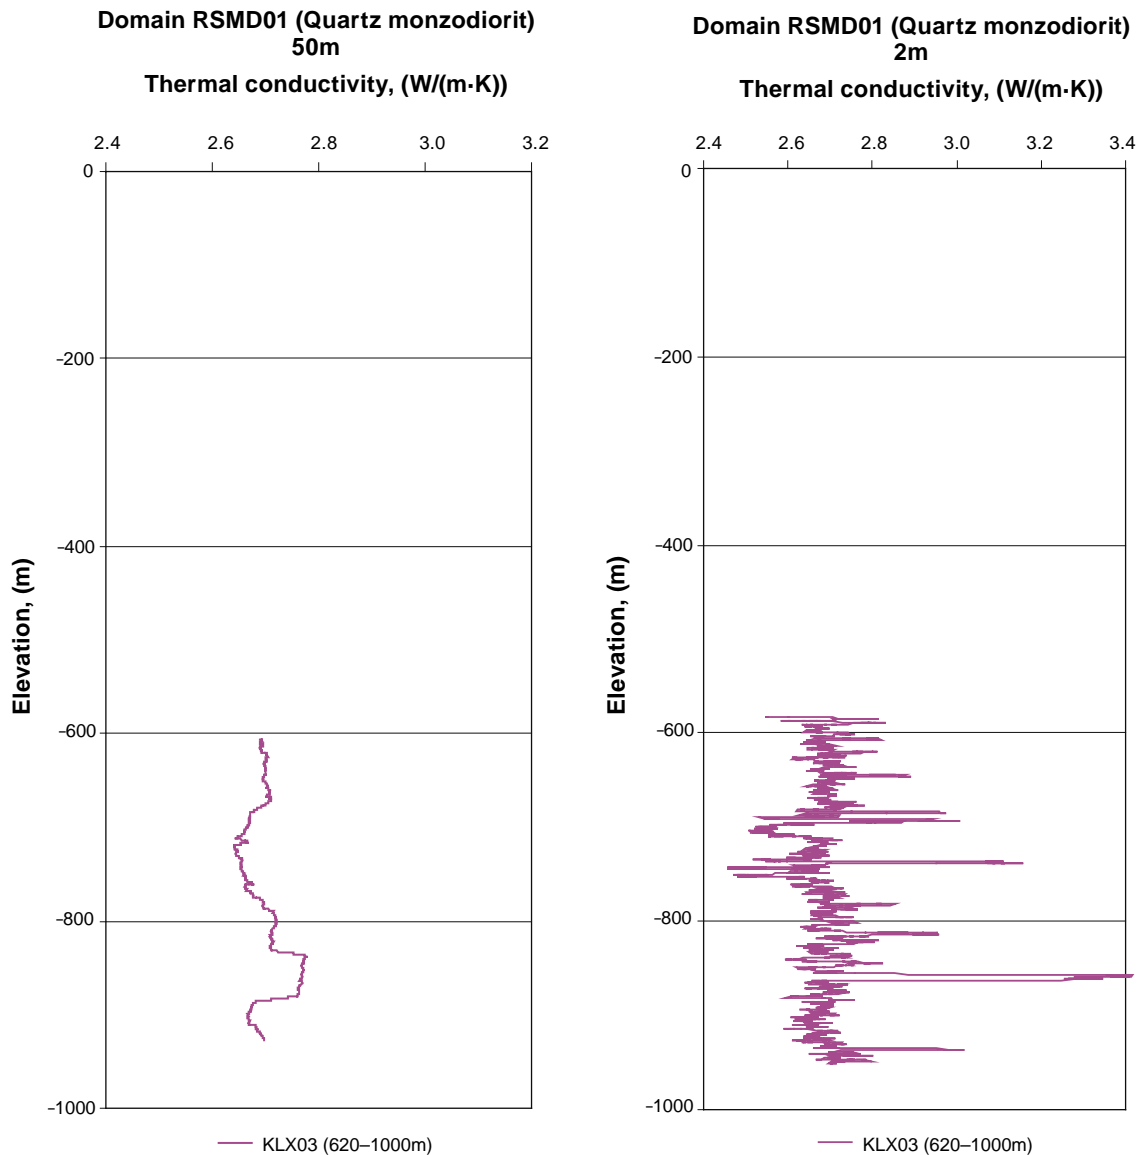 Domain RSMD01 (Quartz monzodiorit)
50m
Thermal conductivity, (W/(m·K))
2.4 2.6 2.8 3.0 3.2
0
-200
-400
-600
-800
-1000
Elevation, (m)
KLX03 (620–1000m)
Domain RSMD01 (Quartz monzodiorit)
2m
Thermal conductivity, (W/(m·K))
2.4 2.6 2.8 3.0 3.2 3.4
0
-200
-400
-600
-800
-1000
Elevation, (m)
KLX03 (620–1000m)